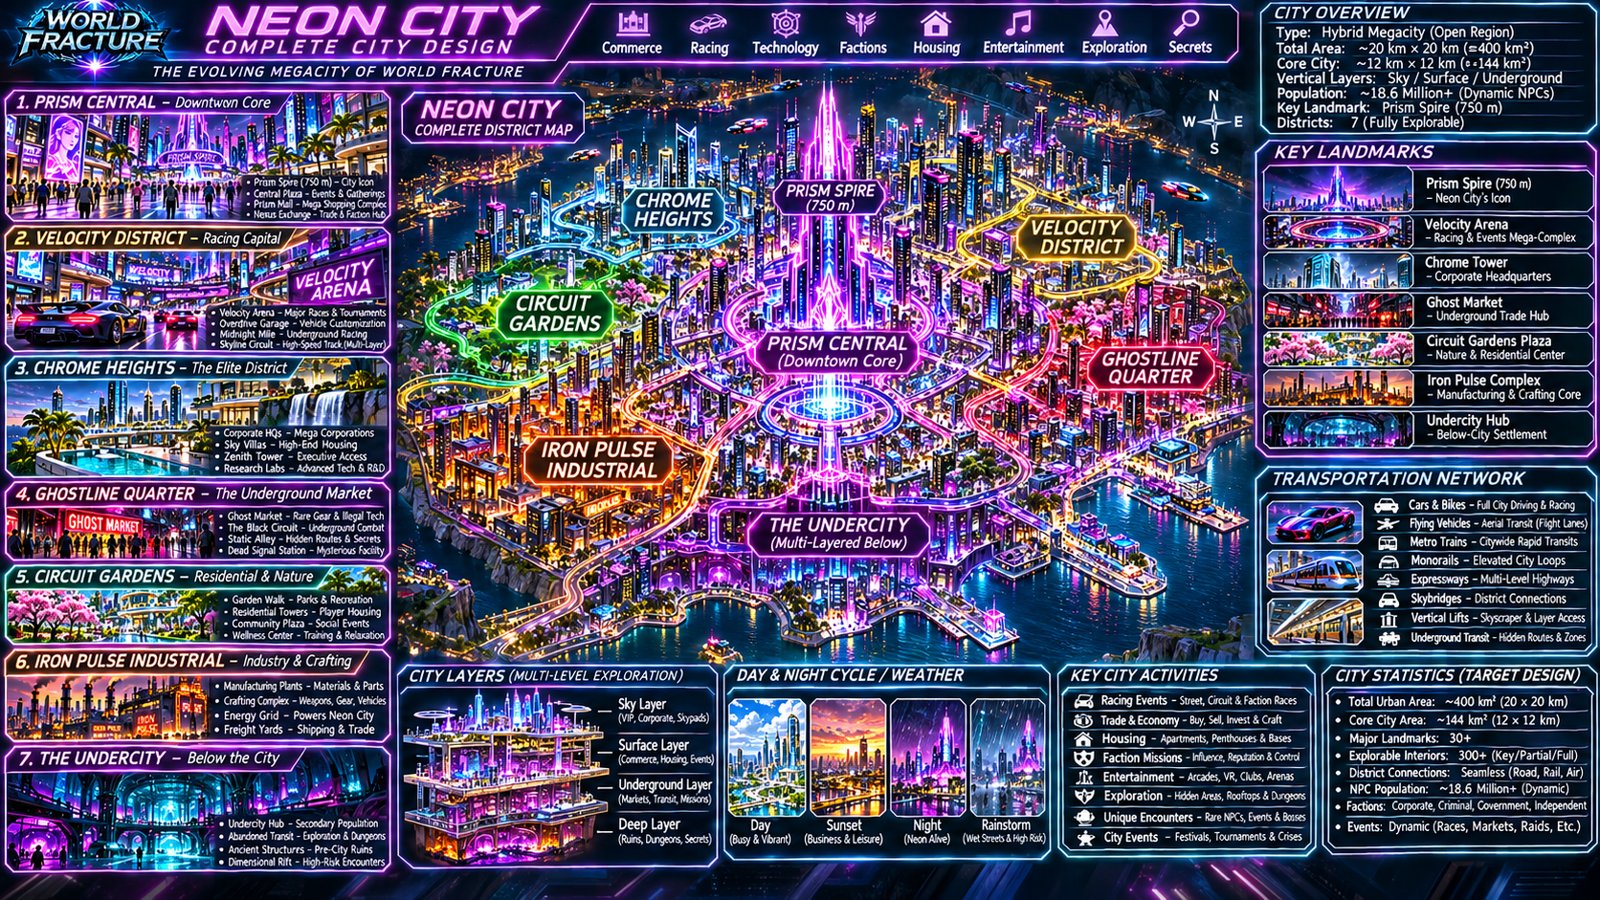 WORLD FRACTURE
NEON CITY
COMPLETE CITY DESIGN
THE EVOLVING MEGACITY OF WORLD FRACTURE
Commerce
Racing
Technology
Factions
Housing
Entertainment
Exploration
Secrets
1. PRISM CENTRAL – Downtown Core
PRISM SPIRE
• Prism Spire (750 m) – City Icon
• Central Plaza – Events & Gatherings
• Prism Mall – Mega Shopping Complex
• Nexus Exchange – Trade & Faction Hub
2. VELOCITY DISTRICT – Racing Capital
VELOCITY
VELOCITY ARENA
• Velocity Arena – Major Races & Tournaments
• Overdrive Garage – Vehicle Customization
• Midnight Mile – Underground Racing
• Skyline Circuit – High-Speed Track (Multi-Layer)
3. CHROME HEIGHTS – The Elite District
• Corporate HQs – Mega Corporations
• Sky Villas – High-End Housing
• Zenith Tower – Executive Access
• Research Labs – Advanced Tech & R&D
4. GHOSTLINE QUARTER – The Underground Market
GHOST MARKET
• Ghost Market – Rare Gear & Illegal Tech
• The Black Circuit – Underground Combat
• Static Alley – Hidden Routes & Secrets
• Dead Signal Station – Mysterious Facility
5. CIRCUIT GARDENS – Residential & Nature
• Garden Walk – Parks & Recreation
• Residential Towers – Player Housing
• Community Plaza – Social Events
• Wellness Center – Training & Relaxation
6. IRON PULSE INDUSTRIAL – Industry & Crafting
IRON
• Manufacturing Plants – Materials & Parts
• Crafting Complex – Weapons, Gear, Vehicles
• Energy Grid – Powers Neon City
• Freight Yards – Shipping & Trade
7. THE UNDERCITY – Below the City
• Undercity Hub – Secondary Population
• Abandoned Transit – Exploration & Dungeons
• Ancient Structures – Pre-City Ruins
• Dimensional Rift – High-Risk Encounters
NEON CITY
COMPLETE DISTRICT MAP
N
W E
S
CHROME HEIGHTS
PRISM SPIRE
(750 m)
VELOCITY DISTRICT
CIRCUIT GARDENS
PRISM CENTRAL
(Downtown Core)
GHOSTLINE QUARTER
IRON PULSE INDUSTRIAL
THE UNDERCITY
(Multi-Layered Below)
CITY LAYERS (MULTI-LEVEL EXPLORATION)
Sky Layer
(VIP, Corporate, Skypads)
Surface Layer
(Commerce, Housing, Events)
Underground Layer
(Markets, Transit, Missions)
Deep Layer
(Ruins, Dungeons, Secrets)
DAY & NIGHT CYCLE / WEATHER
Day
(Busy & Vibrant)
Sunset
(Business & Leisure)
Night
(Neon Alive)
Rainstorm
(Wet Streets & High Risk)
KEY CITY ACTIVITIES
Racing Events – Street, Circuit & Faction Races
Trade & Economy – Buy, Sell, Invest & Craft
Housing – Apartments, Penthouses & Bases
Faction Missions – Influence, Reputation & Control
Entertainment – Arcades, VR, Clubs, Arenas
Exploration – Hidden Areas, Rooftops & Dungeons
Unique Encounters – Rare NPCs, Events & Bosses
City Events – Festivals, Tournaments & Crises
CITY OVERVIEW
Type: Hybrid Megacity (Open Region)
Total Area: ~20 km × 20 km (≈400 km²)
Core City: ~12 km × 12 km (≈144 km²)
Vertical Layers: Sky / Surface / Underground
Population: ~18.6 Million+ (Dynamic NPCs)
Key Landmark: Prism Spire (750 m)
Districts: 7 (Fully Explorable)
KEY LANDMARKS
Prism Spire (750 m)
– Neon City's Icon
Velocity Arena
– Racing & Events Mega-Complex
Chrome Tower
– Corporate Headquarters
Ghost Market
– Underground Trade Hub
Circuit Gardens Plaza
– Nature & Residential Center
Iron Pulse Complex
– Manufacturing & Crafting Core
Undercity Hub
– Below-City Settlement
TRANSPORTATION NETWORK
Cars & Bikes – Full City Driving & Racing
Flying Vehicles – Aerial Transit (Flight Lanes)
Metro Trains – Citywide Rapid Transits
Monorails – Elevated City Loops
Expressways – Multi-Level Highways
Skybridges – District Connections
Vertical Lifts – Skyscraper & Layer Access
Underground Transit – Hidden Routes & Zones
CITY STATISTICS (TARGET DESIGN)
• Total Urban Area: ~400 km² (20 x 20 km)
• Core City Area: ~144 km² (12 × 12 km)
• Major Landmarks: 30+
• Explorable Interiors: 300+ (Key/Partial/Full)
• District Connections: Seamless (Road, Rail, Air)
• NPC Population: ~18.6 Million+ (Dynamic)
• Factions: Corporate, Criminal, Government, Independent
• Events: Dynamic (Races, Markets, Raids, Etc.)